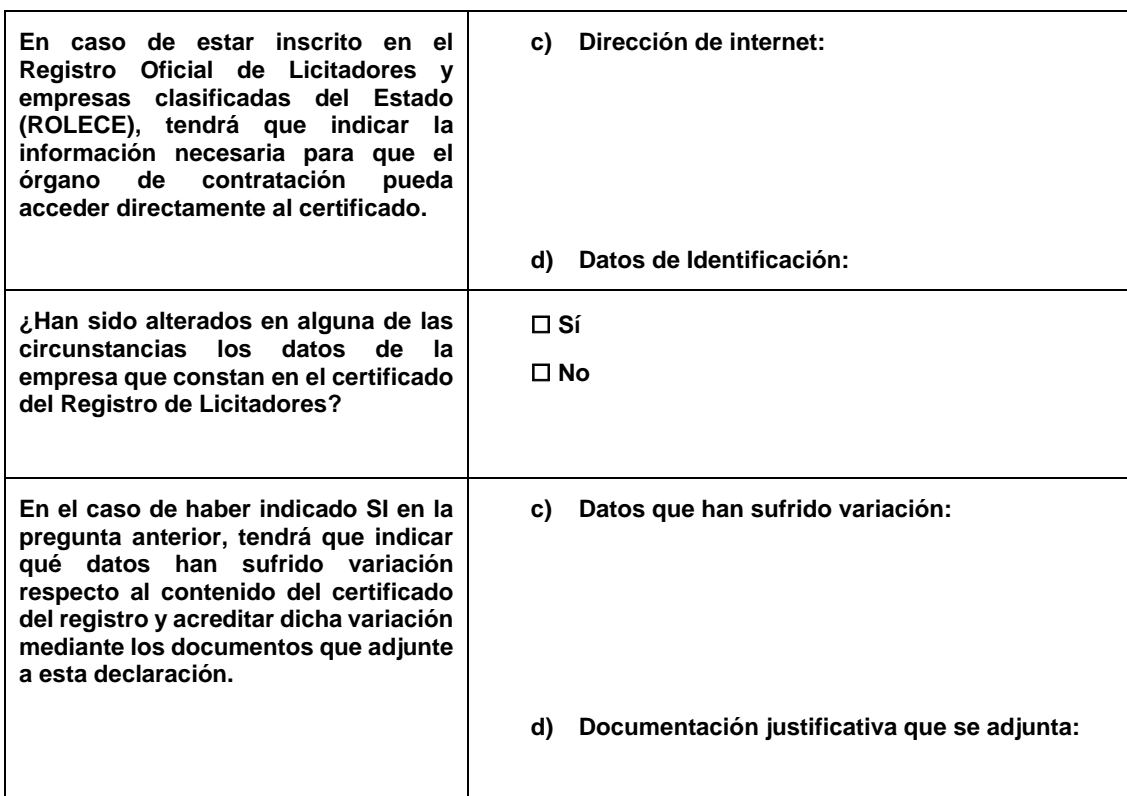 En caso de estar inscrito en el
Registro Oficial de Licitadores y
empresas clasificadas del Estado
(ROLECE), tendrá que indicar la
información necesaria para que el
órgano de contratación pueda
acceder directamente al certificado.
c) Dirección de internet:
d) Datos de Identificación:
¿Han sido alterados en alguna de las
circunstancias los datos de la
empresa que constan en el certificado
del Registro de Licitadores?
☐ Sí
☐ No
En el caso de haber indicado SI en la
pregunta anterior, tendrá que indicar
qué datos han sufrido variación
respecto al contenido del certificado
del registro y acreditar dicha variación
mediante los documentos que adjunte
a esta declaración.
c) Datos que han sufrido variación:
d) Documentación justificativa que se adjunta: